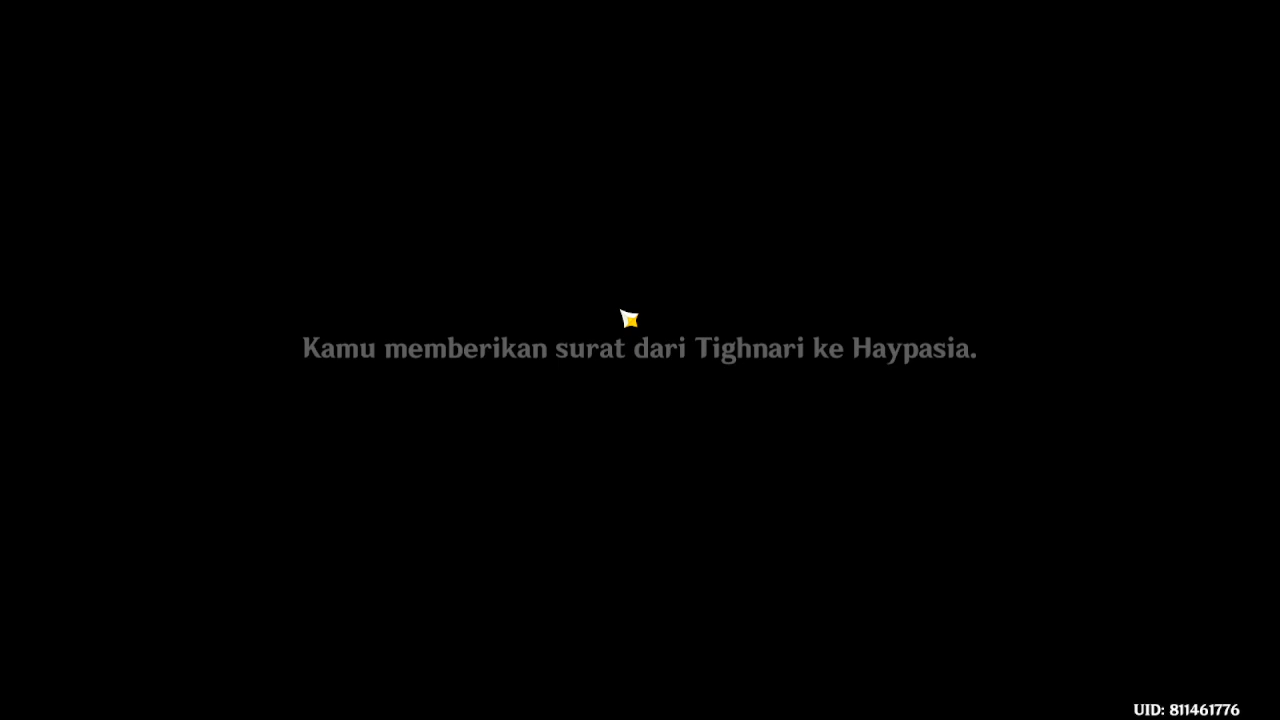 Kamu memberikan surat dari Tighnari ke Haypasia.
UID: 811461776